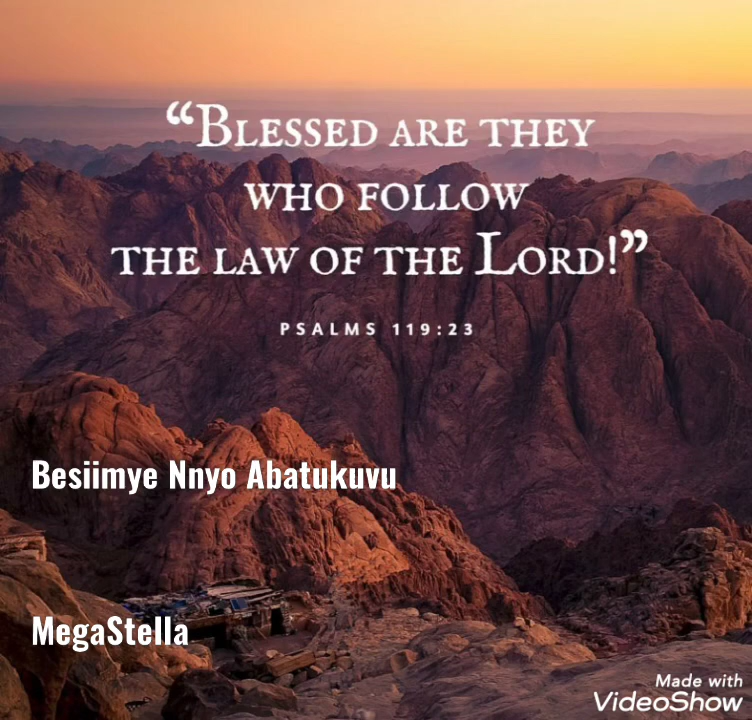 “Blessed are they
who follow
the law of the Lord!”
PSALMS 119:23
Besiimye Nnyo Abatukuvu
MegaStella
Made with
VideoShow